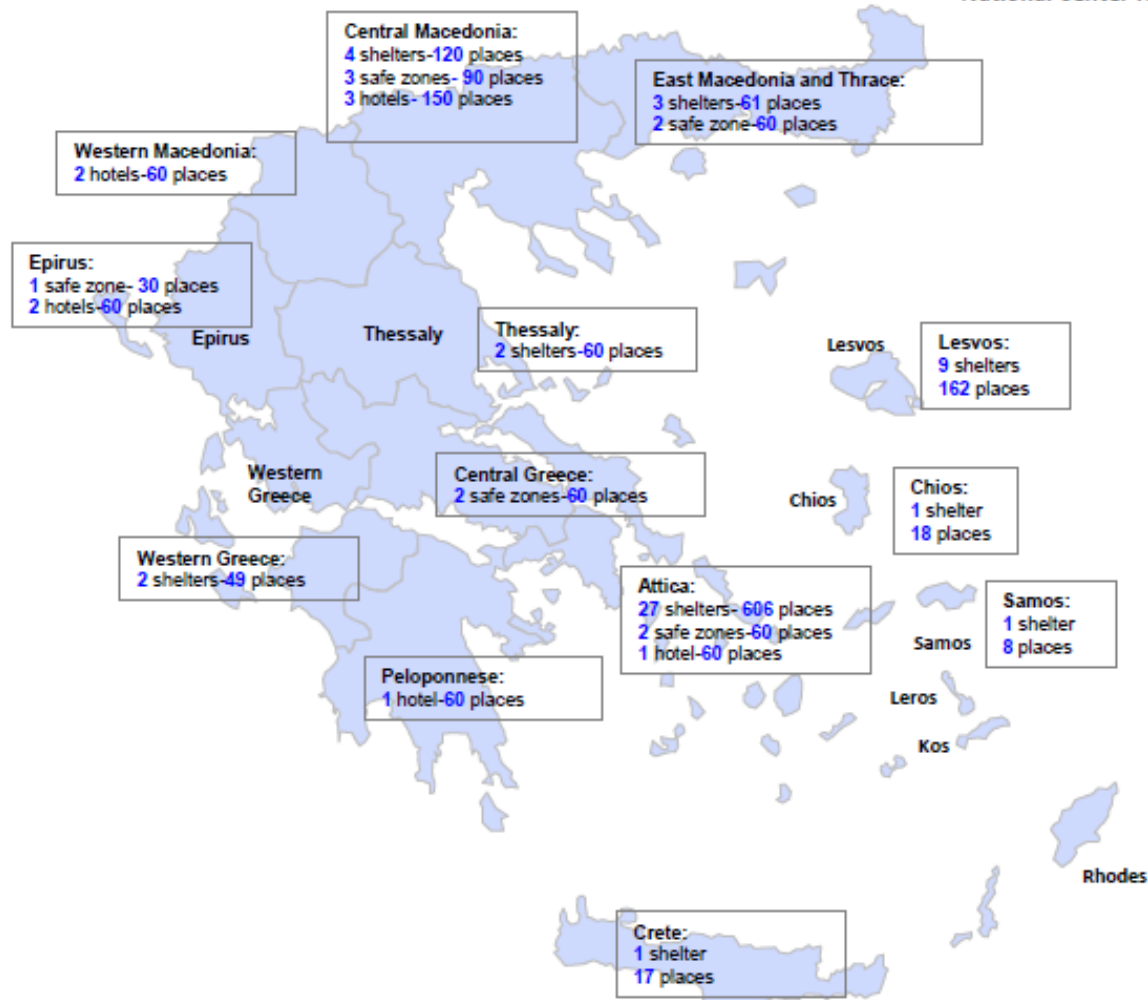 National Center
Central Macedonia:
4 shelters-120 places
3 safe zones- 90 places
3 hotels- 150 places
East Macedonia and Thrace:
3 shelters-61 places
2 safe zone-60 places
Western Macedonia:
2 hotels-60 places
Epirus:
1 safe zone- 30 places
2 hotels-60 places
Epirus
Thessaly
Thessaly:
2 shelters-60 places
Lesvos
Lesvos:
9 shelters
162 places
Western
Greece
Central Greece:
2 safe zones-60 places
Chios
Chios:
1 shelter
18 places
Western Greece:
2 shelters-49 places
Attica:
27 shelters- 606 places
2 safe zones-60 places
1 hotel-60 places
Samos
Samos:
1 shelter
8 places
Peloponnese:
1 hotel-60 places
Leros
Kos
Rhodes
Crete:
1 shelter
17 places